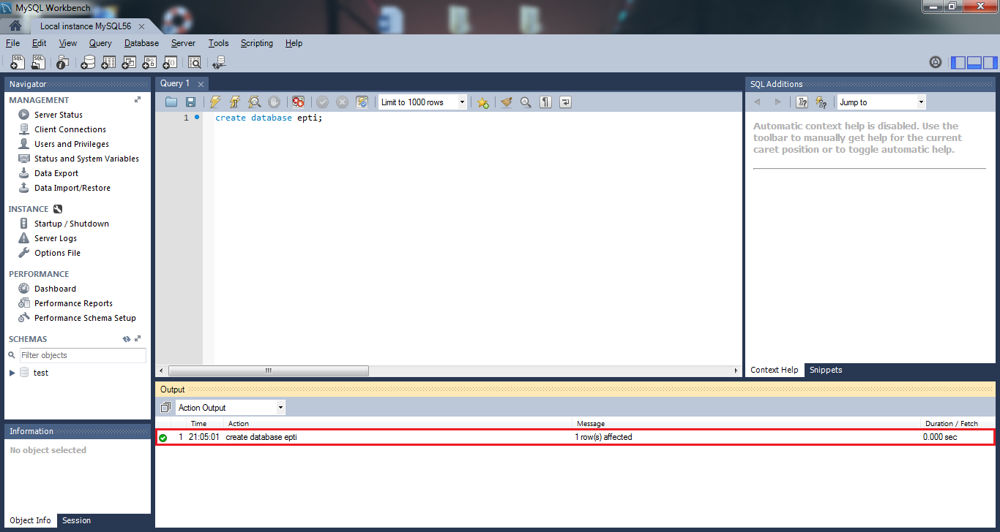 MySQL Workbench
Local instance MySQL56
File Edit View Query Database Server Tools Scripting Help
Navigator
MANAGEMENT
Server Status
Client Connections
Users and Privileges
Status and System Variables
Data Export
Data Import/Restore
INSTANCE
Startup / Shutdown
Server Logs
Options File
PERFORMANCE
Dashboard
Performance Reports
Performance Schema Setup
SCHEMAS
Filter objects
test
Information
No object selected
Object Info Session
Query 1
Limit to 1000 rows
1 create database epti;
SQL Additions
Jump to
Automatic context help is disabled. Use the
toolbar to manually get help for the current
caret position or to toggle automatic help.
Context Help Snippets
Output
Action Output
Time Action Message Duration / Fetch
1 21:05:01 create database epti 1 row(s) affected 0.000 sec